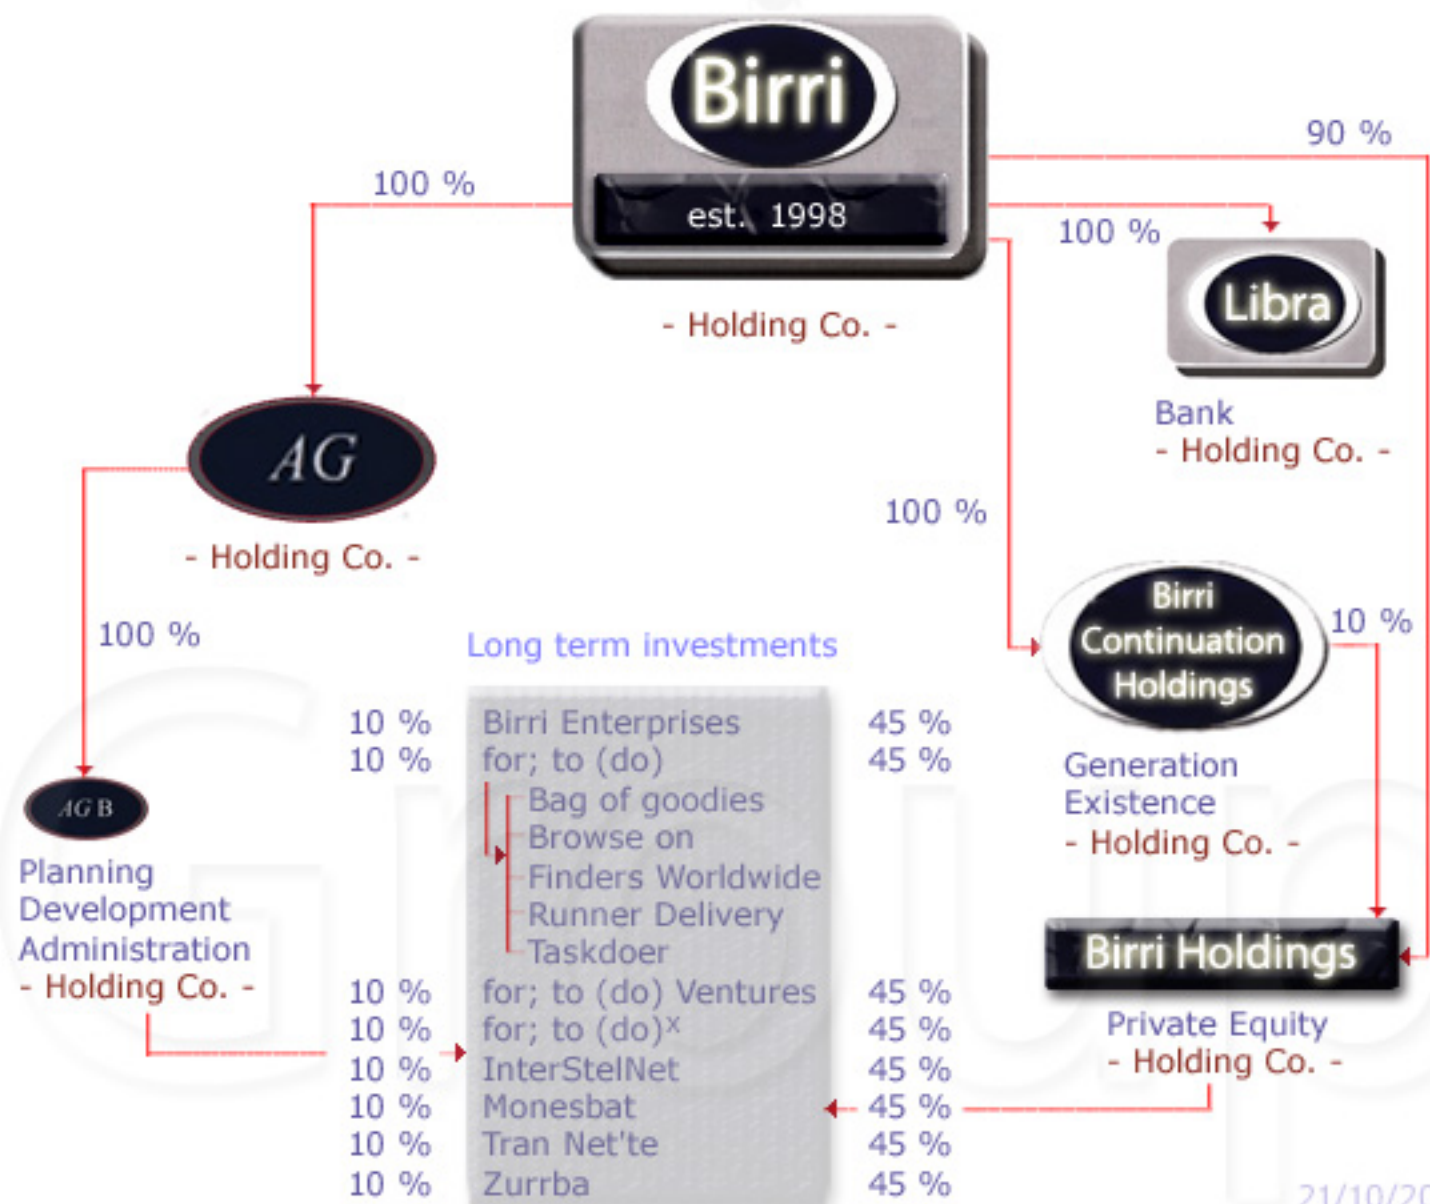 Birri
est. 1998
- Holding Co. -
90 %
100 %
100 %
Libra
Bank
- Holding Co. -
AG
- Holding Co. -
100 %
100 %
Birri
Continuation
Holdings
10 %
Generation
Existence
- Holding Co. -
AG B
Planning
Development
Administration
- Holding Co. -
Long term investments
10 % Birri Enterprises 45 %
10 % for; to (do) 45 %
Bag of goodies
Browse on
Finders Worldwide
Runner Delivery
Taskdoer
10 % for; to (do) Ventures 45 %
10 % for; to (do)ˣ 45 %
10 % InterStelNet 45 %
10 % Monesbat 45 %
10 % Tran Net'te 45 %
10 % Zurrba 45 %
Birri Holdings
Private Equity
- Holding Co. -
Group